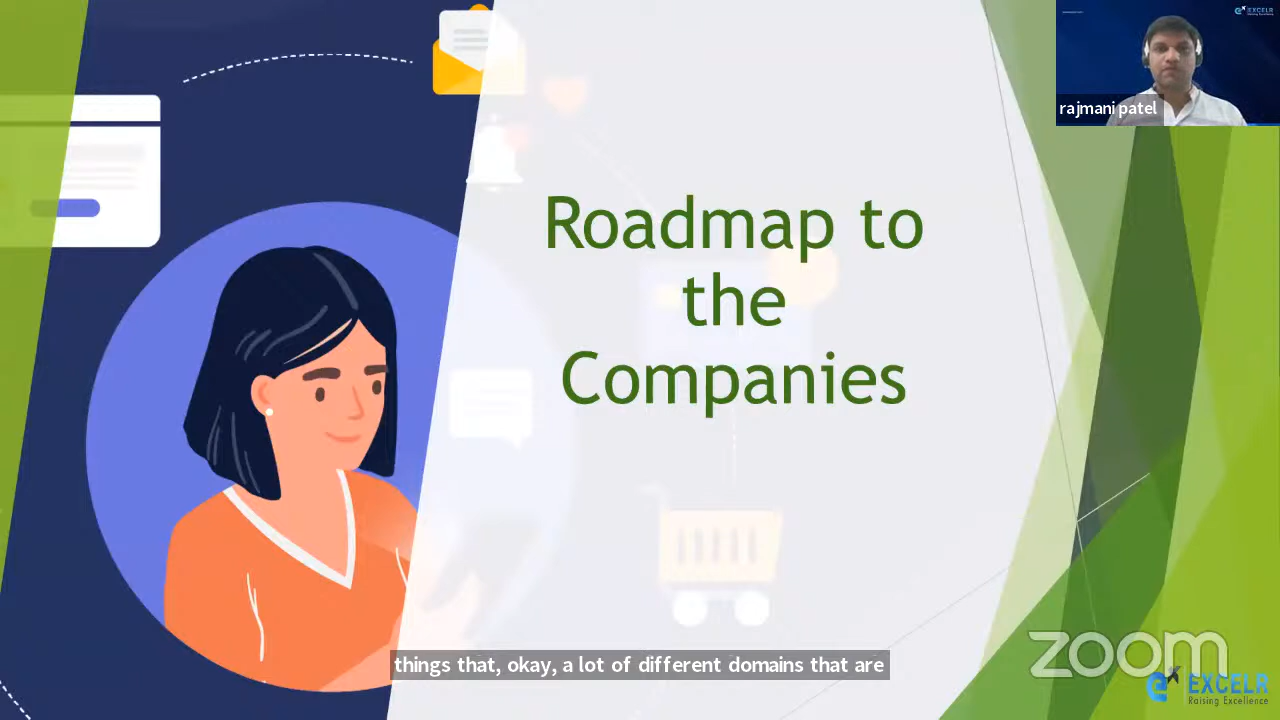 EXCELR
rajmani patel
Roadmap to
the
Companies
things that, okay, a lot of different domains that are
zoom
EXCELR
Raising Excellence